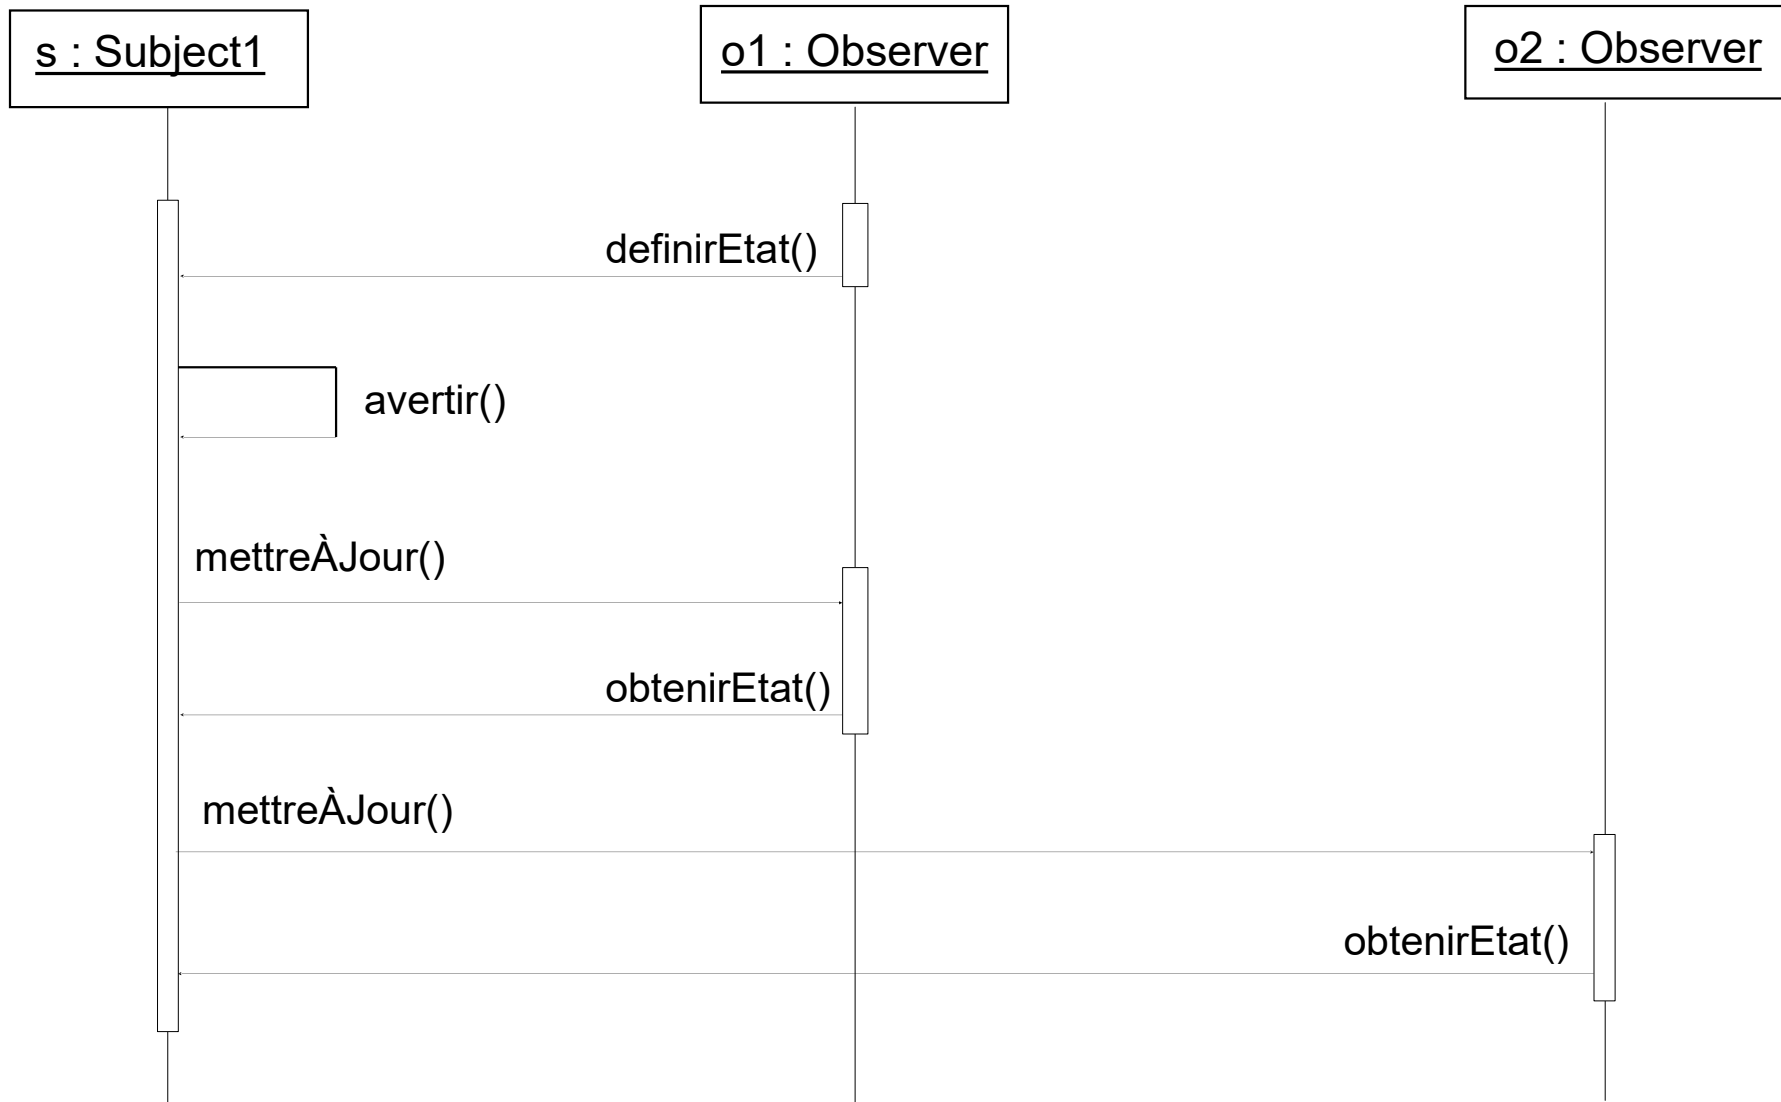 s : Subject1
o1 : Observer
o2 : Observer
definirEtat()
avertir()
mettreÀJour()
obtenirEtat()
mettreÀJour()
obtenirEtat()